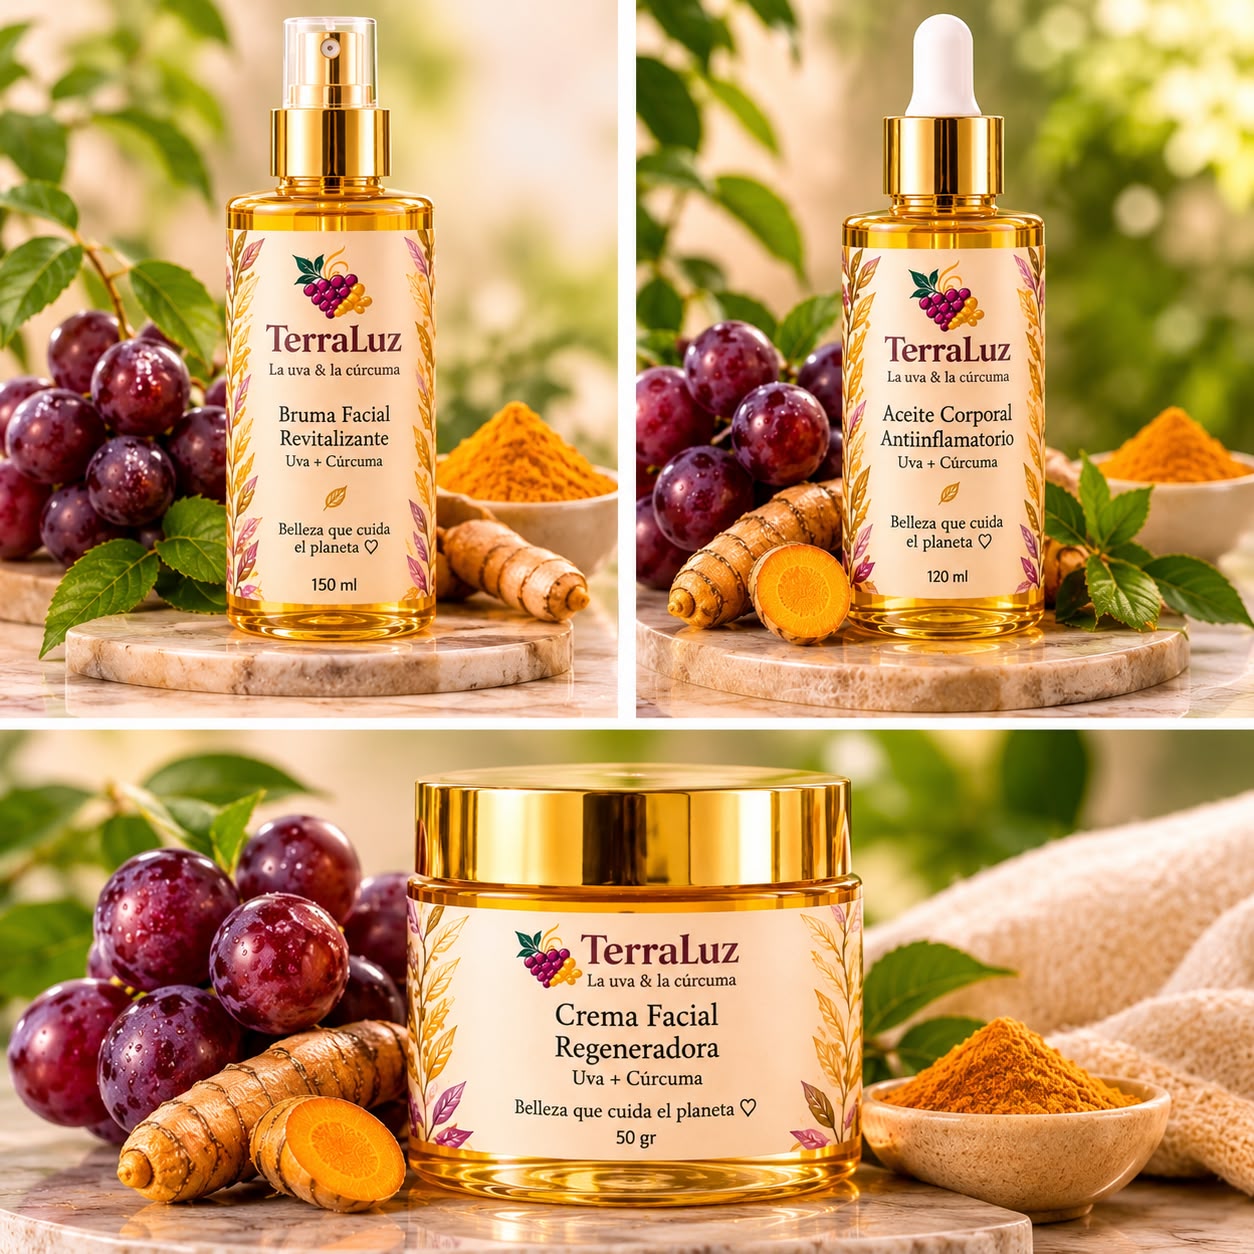 TerraLuz
La uva & la cúrcuma
Bruma Facial
Revitalizante
Uva + Cúrcuma
Belleza que cuida
el planeta ♡
150 ml
TerraLuz
La uva & la cúrcuma
Aceite Corporal
Antiinflamatorio
Uva + Cúrcuma
Belleza que cuida
el planeta ♡
120 ml
TerraLuz
La uva & la cúrcuma
Crema Facial
Regeneradora
Uva + Cúrcuma
Belleza que cuida el planeta ♡
50 gr